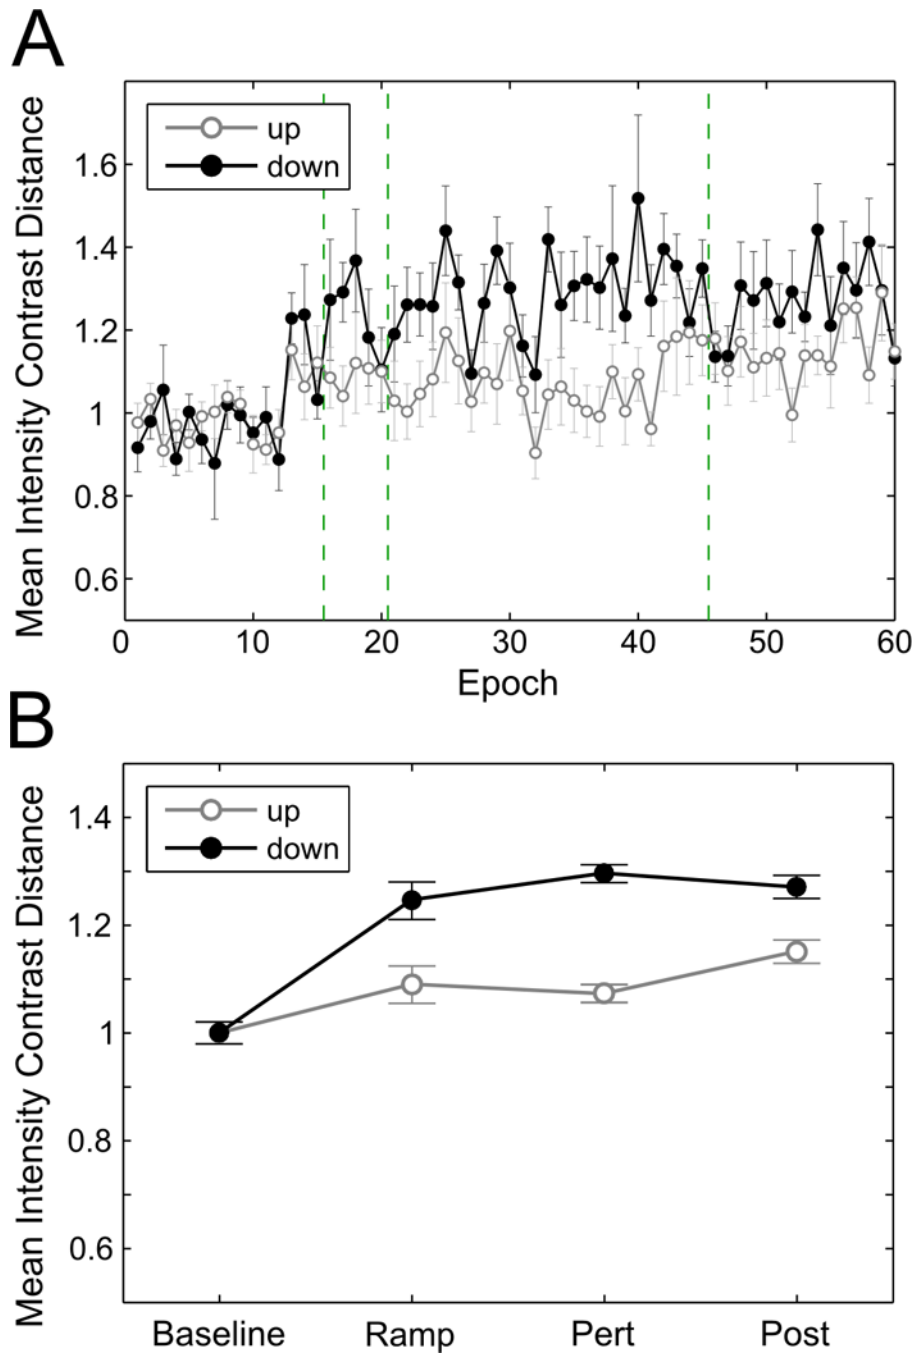 A
Mean Intensity Contrast Distance
up
down
1.6
1.4
1.2
1
0.8
0.6
0 10 20 30 40 50 60
Epoch
B
Mean Intensity Contrast Distance
up
down
1.4
1.2
1
0.8
0.6
Baseline Ramp Pert Post